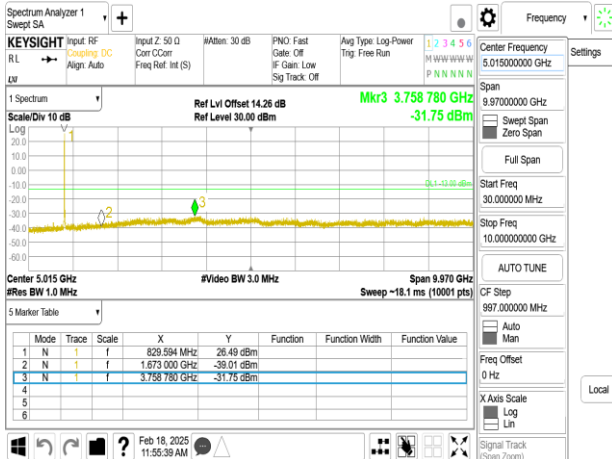 Spectrum Analyzer 1
Swept SA
+
Frequency
KEYSIGHT
Input: RF
Coupling: DC
Align: Auto
Input Z: 50 Ω
Corr CCorr
Freq Ref: Int (S)
#Atten: 30 dB
PNO: Fast
Gate: Off
IF Gain: Low
Sig Track: Off
Avg Type: Log-Power
Trig: Free Run
1 2 3 4 5 6
M W W W W W
P N N N N N
RL
LXI
1 Spectrum
Scale/Div 10 dB
Ref Lvl Offset 14.26 dB
Ref Level 30.00 dBm
Mkr3 3.758 780 GHz
-31.75 dBm
Log
20.0
10.0
0.00
-10.0
-20.0
-30.0
-40.0
-50.0
-60.0
1
2
3
DL1 -13.00 dBm
Center 5.015 GHz
#Res BW 1.0 MHz
#Video BW 3.0 MHz
Span 9.970 GHz
Sweep ~18.1 ms (10001 pts)
5 Marker Table
Mode Trace Scale X Y Function Function Width Function Value
1 N 1 f 829.594 MHz 26.49 dBm
2 N 1 f 1.673 000 GHz -39.01 dBm
3 N 1 f 3.758 780 GHz -31.75 dBm
4
5
6
Feb 18, 2025
11:55:39 AM
?
Center Frequency
5.015000000 GHz
Settings
Span
9.97000000 GHz
Swept Span
Zero Span
Full Span
Start Freq
30.000000 MHz
Stop Freq
10.000000000 GHz
AUTO TUNE
CF Step
997.000000 MHz
Auto
Man
Freq Offset
0 Hz
X Axis Scale
Log
Lin
Local
Signal Track
(Span Zoom)